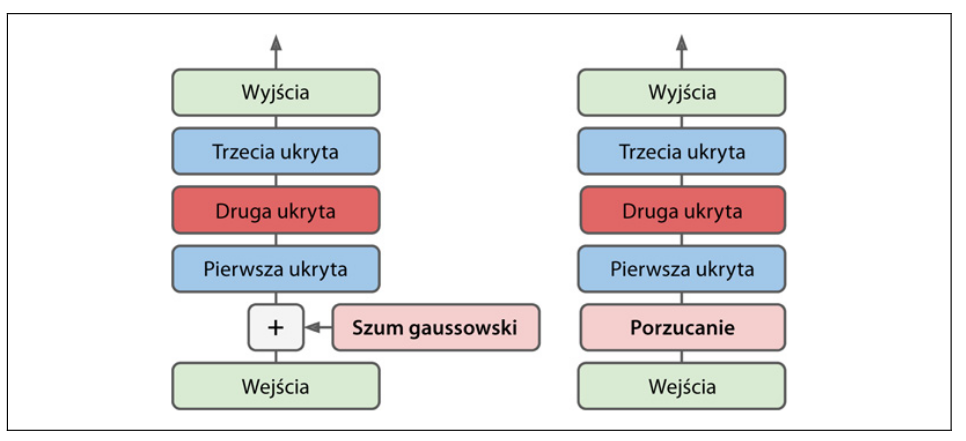 Wyjścia
Trzecia ukryta
Druga ukryta
Pierwsza ukryta
+
Szum gaussowski
Wejścia
Wyjścia
Trzecia ukryta
Druga ukryta
Pierwsza ukryta
Porzucanie
Wejścia